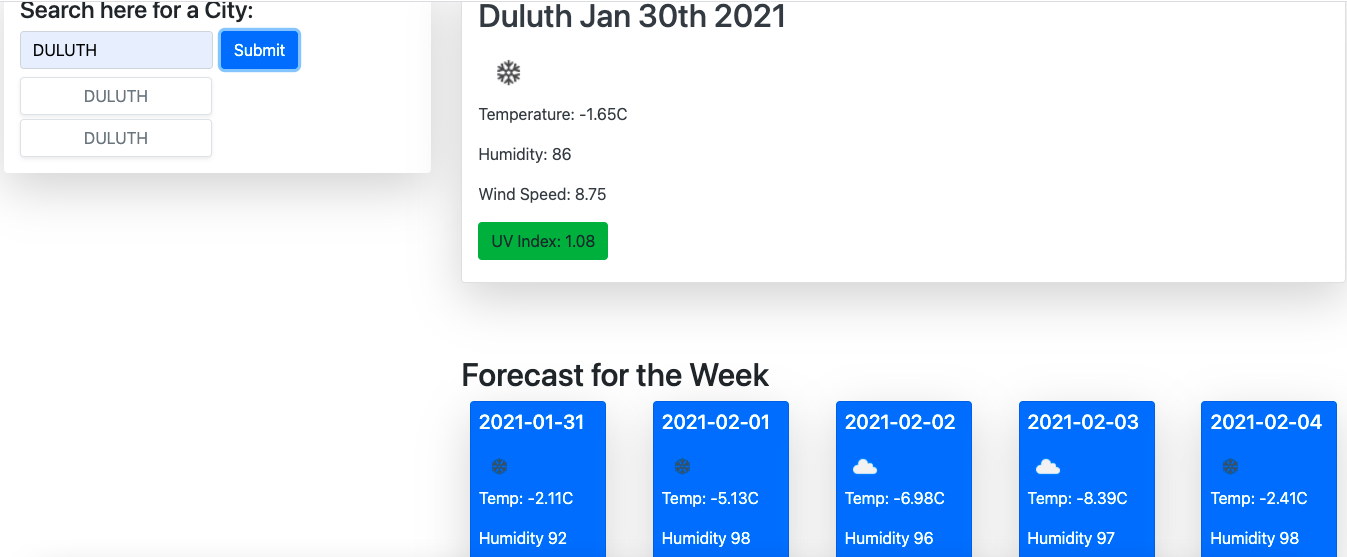 Search here for a City:
DULUTH
Submit
DULUTH
DULUTH
Duluth Jan 30th 2021
Temperature: -1.65C
Humidity: 86
Wind Speed: 8.75
UV Index: 1.08
Forecast for the Week
2021-01-31
Temp: -2.11C
Humidity 92
2021-02-01
Temp: -5.13C
Humidity 98
2021-02-02
Temp: -6.98C
Humidity 96
2021-02-03
Temp: -8.39C
Humidity 97
2021-02-04
Temp: -2.41C
Humidity 98